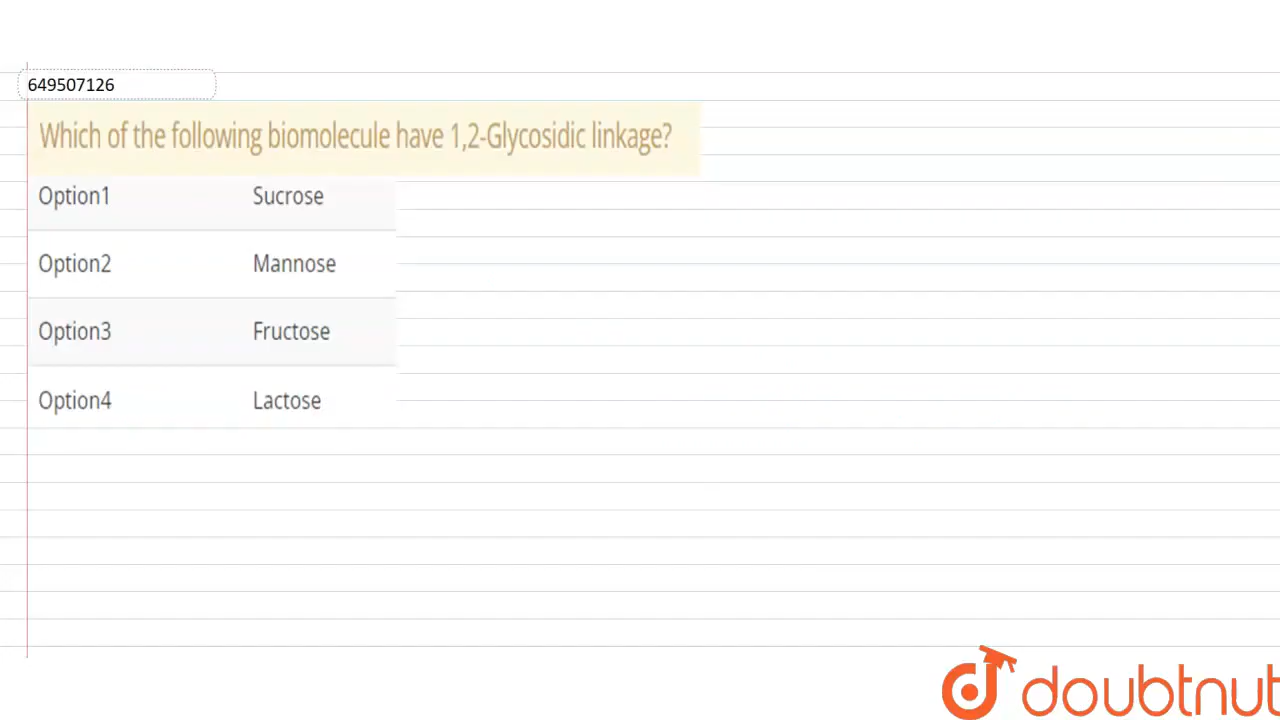 649507126
Which of the following biomolecule have 1,2-Glycosidic linkage?
Option1 Sucrose
Option2 Mannose
Option3 Fructose
Option4 Lactose
doubtnut